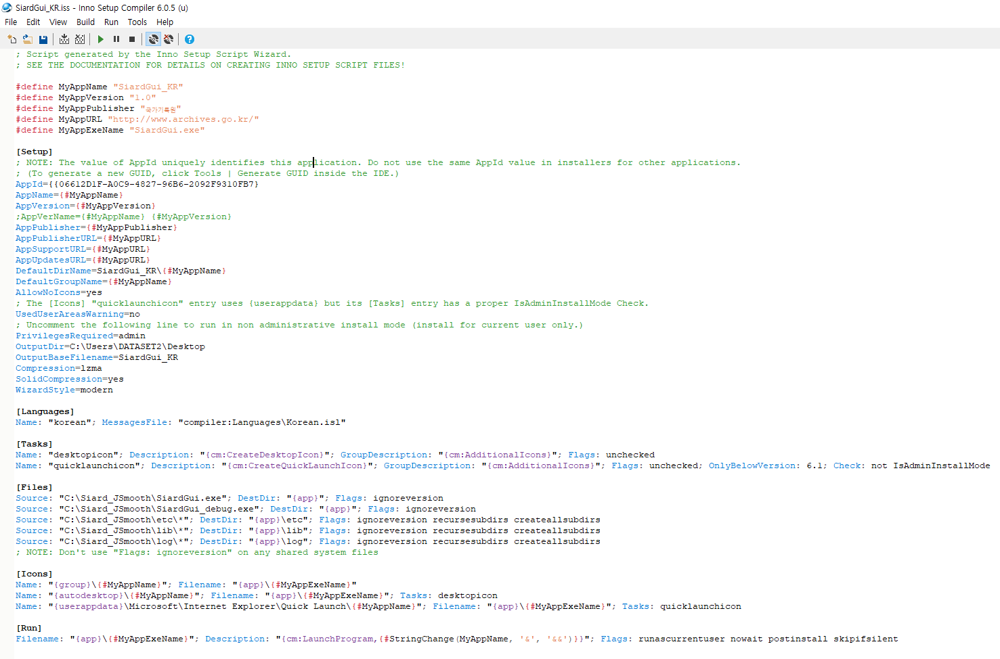 SiardGui_KR.iss - Inno Setup Compiler 6.0.5 (u)
File Edit View Build Run Tools Help
; Script generated by the Inno Setup Script Wizard.
; SEE THE DOCUMENTATION FOR DETAILS ON CREATING INNO SETUP SCRIPT FILES!
#define MyAppName "SiardGui_KR"
#define MyAppVersion "1.0"
#define MyAppPublisher "국가기록원"
#define MyAppURL "http://www.archives.go.kr/"
#define MyAppExeName "SiardGui.exe"
[Setup]
; NOTE: The value of AppId uniquely identifies this application. Do not use the same AppId value in installers for other applications.
; (To generate a new GUID, click Tools | Generate GUID inside the IDE.)
AppId={{06612D1F-A0C9-4827-96B6-2092F9310FB7}
AppName={#MyAppName}
AppVersion={#MyAppVersion}
;AppVerName={#MyAppName} {#MyAppVersion}
AppPublisher={#MyAppPublisher}
AppPublisherURL={#MyAppURL}
AppSupportURL={#MyAppURL}
AppUpdatesURL={#MyAppURL}
DefaultDirName=SiardGui_KR\{#MyAppName}
DefaultGroupName={#MyAppName}
AllowNoIcons=yes
; The [Icons] "quicklaunchicon" entry uses {userappdata} but its [Tasks] entry has a proper IsAdminInstallMode Check.
UsedUserAreasWarning=no
; Uncomment the following line to run in non administrative install mode (install for current user only.)
PrivilegesRequired=admin
OutputDir=C:\Users\DATASET2\Desktop
OutputBaseFilename=SiardGui_KR
Compression=lzma
SolidCompression=yes
WizardStyle=modern
[Languages]
Name: "korean"; MessagesFile: "compiler:Languages\Korean.isl"
[Tasks]
Name: "desktopicon"; Description: "{cm:CreateDesktopIcon}"; GroupDescription: "{cm:AdditionalIcons}"; Flags: unchecked
Name: "quicklaunchicon"; Description: "{cm:CreateQuickLaunchIcon}"; GroupDescription: "{cm:AdditionalIcons}"; Flags: unchecked; OnlyBelowVersion: 6.1; Check: not IsAdminInstallMode
[Files]
Source: "C:\Siard_JSmooth\SiardGui.exe"; DestDir: "{app}"; Flags: ignoreversion
Source: "C:\Siard_JSmooth\SiardGui_debug.exe"; DestDir: "{app}"; Flags: ignoreversion
Source: "C:\Siard_JSmooth\etc\*"; DestDir: "{app}\etc"; Flags: ignoreversion recursesubdirs createallsubdirs
Source: "C:\Siard_JSmooth\lib\*"; DestDir: "{app}\lib"; Flags: ignoreversion recursesubdirs createallsubdirs
Source: "C:\Siard_JSmooth\log\*"; DestDir: "{app}\log"; Flags: ignoreversion recursesubdirs createallsubdirs
; NOTE: Don't use "Flags: ignoreversion" on any shared system files
[Icons]
Name: "{group}\{#MyAppName}"; Filename: "{app}\{#MyAppExeName}"
Name: "{autodesktop}\{#MyAppName}"; Filename: "{app}\{#MyAppExeName}"; Tasks: desktopicon
Name: "{userappdata}\Microsoft\Internet Explorer\Quick Launch\{#MyAppName}"; Filename: "{app}\{#MyAppExeName}"; Tasks: quicklaunchicon
[Run]
Filename: "{app}\{#MyAppExeName}"; Description: "{cm:LaunchProgram,{#StringChange(MyAppName, '&', '&&')}}"; Flags: runascurrentuser nowait postinstall skipifsilent